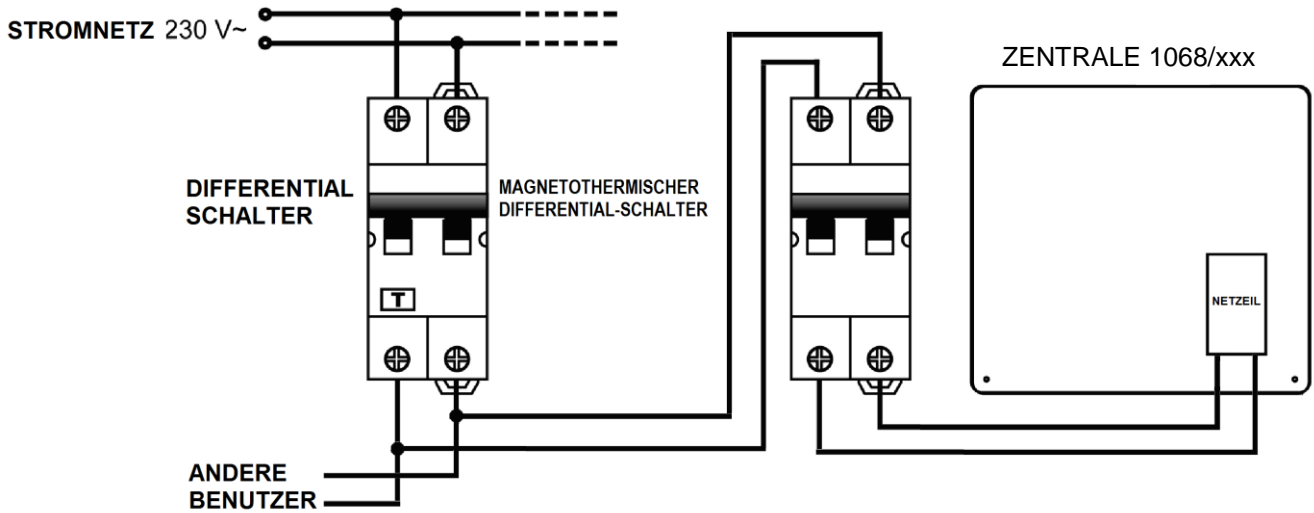 STROMNETZ 230 V~
ZENTRALE 1068/xxx
DIFFERENTIAL
SCHALTER
MAGNETOTHERMISCHER
DIFFERENTIAL-SCHALTER
T
NETZEIL
ANDERE
BENUTZER